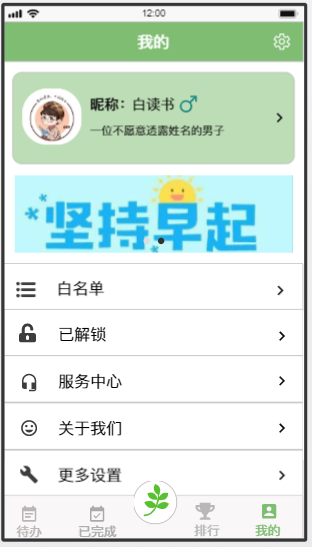 12:00
我的
昵称：白读书
一位不愿意透露姓名的男子
坚持早起
白名单
已解锁
服务中心
关于我们
更多设置
待办 已完成 排行 我的